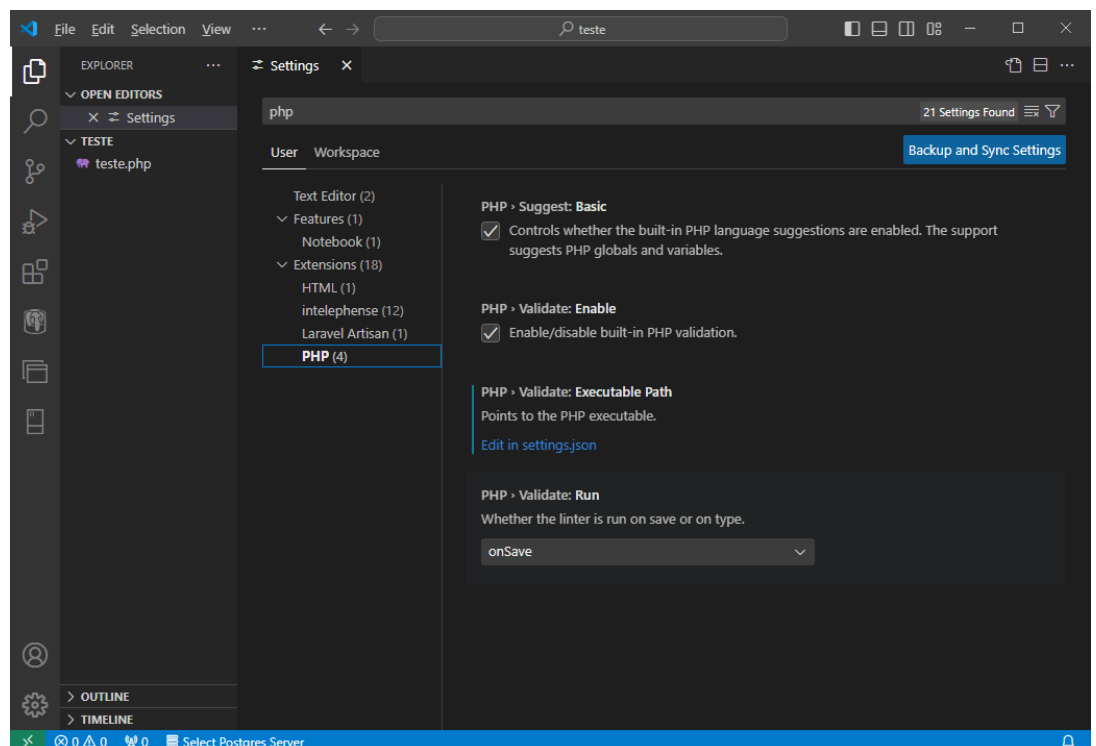 File Edit Selection View ··· teste
EXPLORER ···
OPEN EDITORS
Settings
TESTE
teste.php
Settings
php
21 Settings Found
User Workspace
Backup and Sync Settings
Text Editor (2)
Features (1)
Notebook (1)
Extensions (18)
HTML (1)
intelephense (12)
Laravel Artisan (1)
PHP (4)
PHP › Suggest: Basic
Controls whether the built-in PHP language suggestions are enabled. The support
suggests PHP globals and variables.
PHP › Validate: Enable
Enable/disable built-in PHP validation.
PHP › Validate: Executable Path
Points to the PHP executable.
Edit in settings.json
PHP › Validate: Run
Whether the linter is run on save or on type.
onSave
OUTLINE
TIMELINE
0 0 0 Select Postgres Server